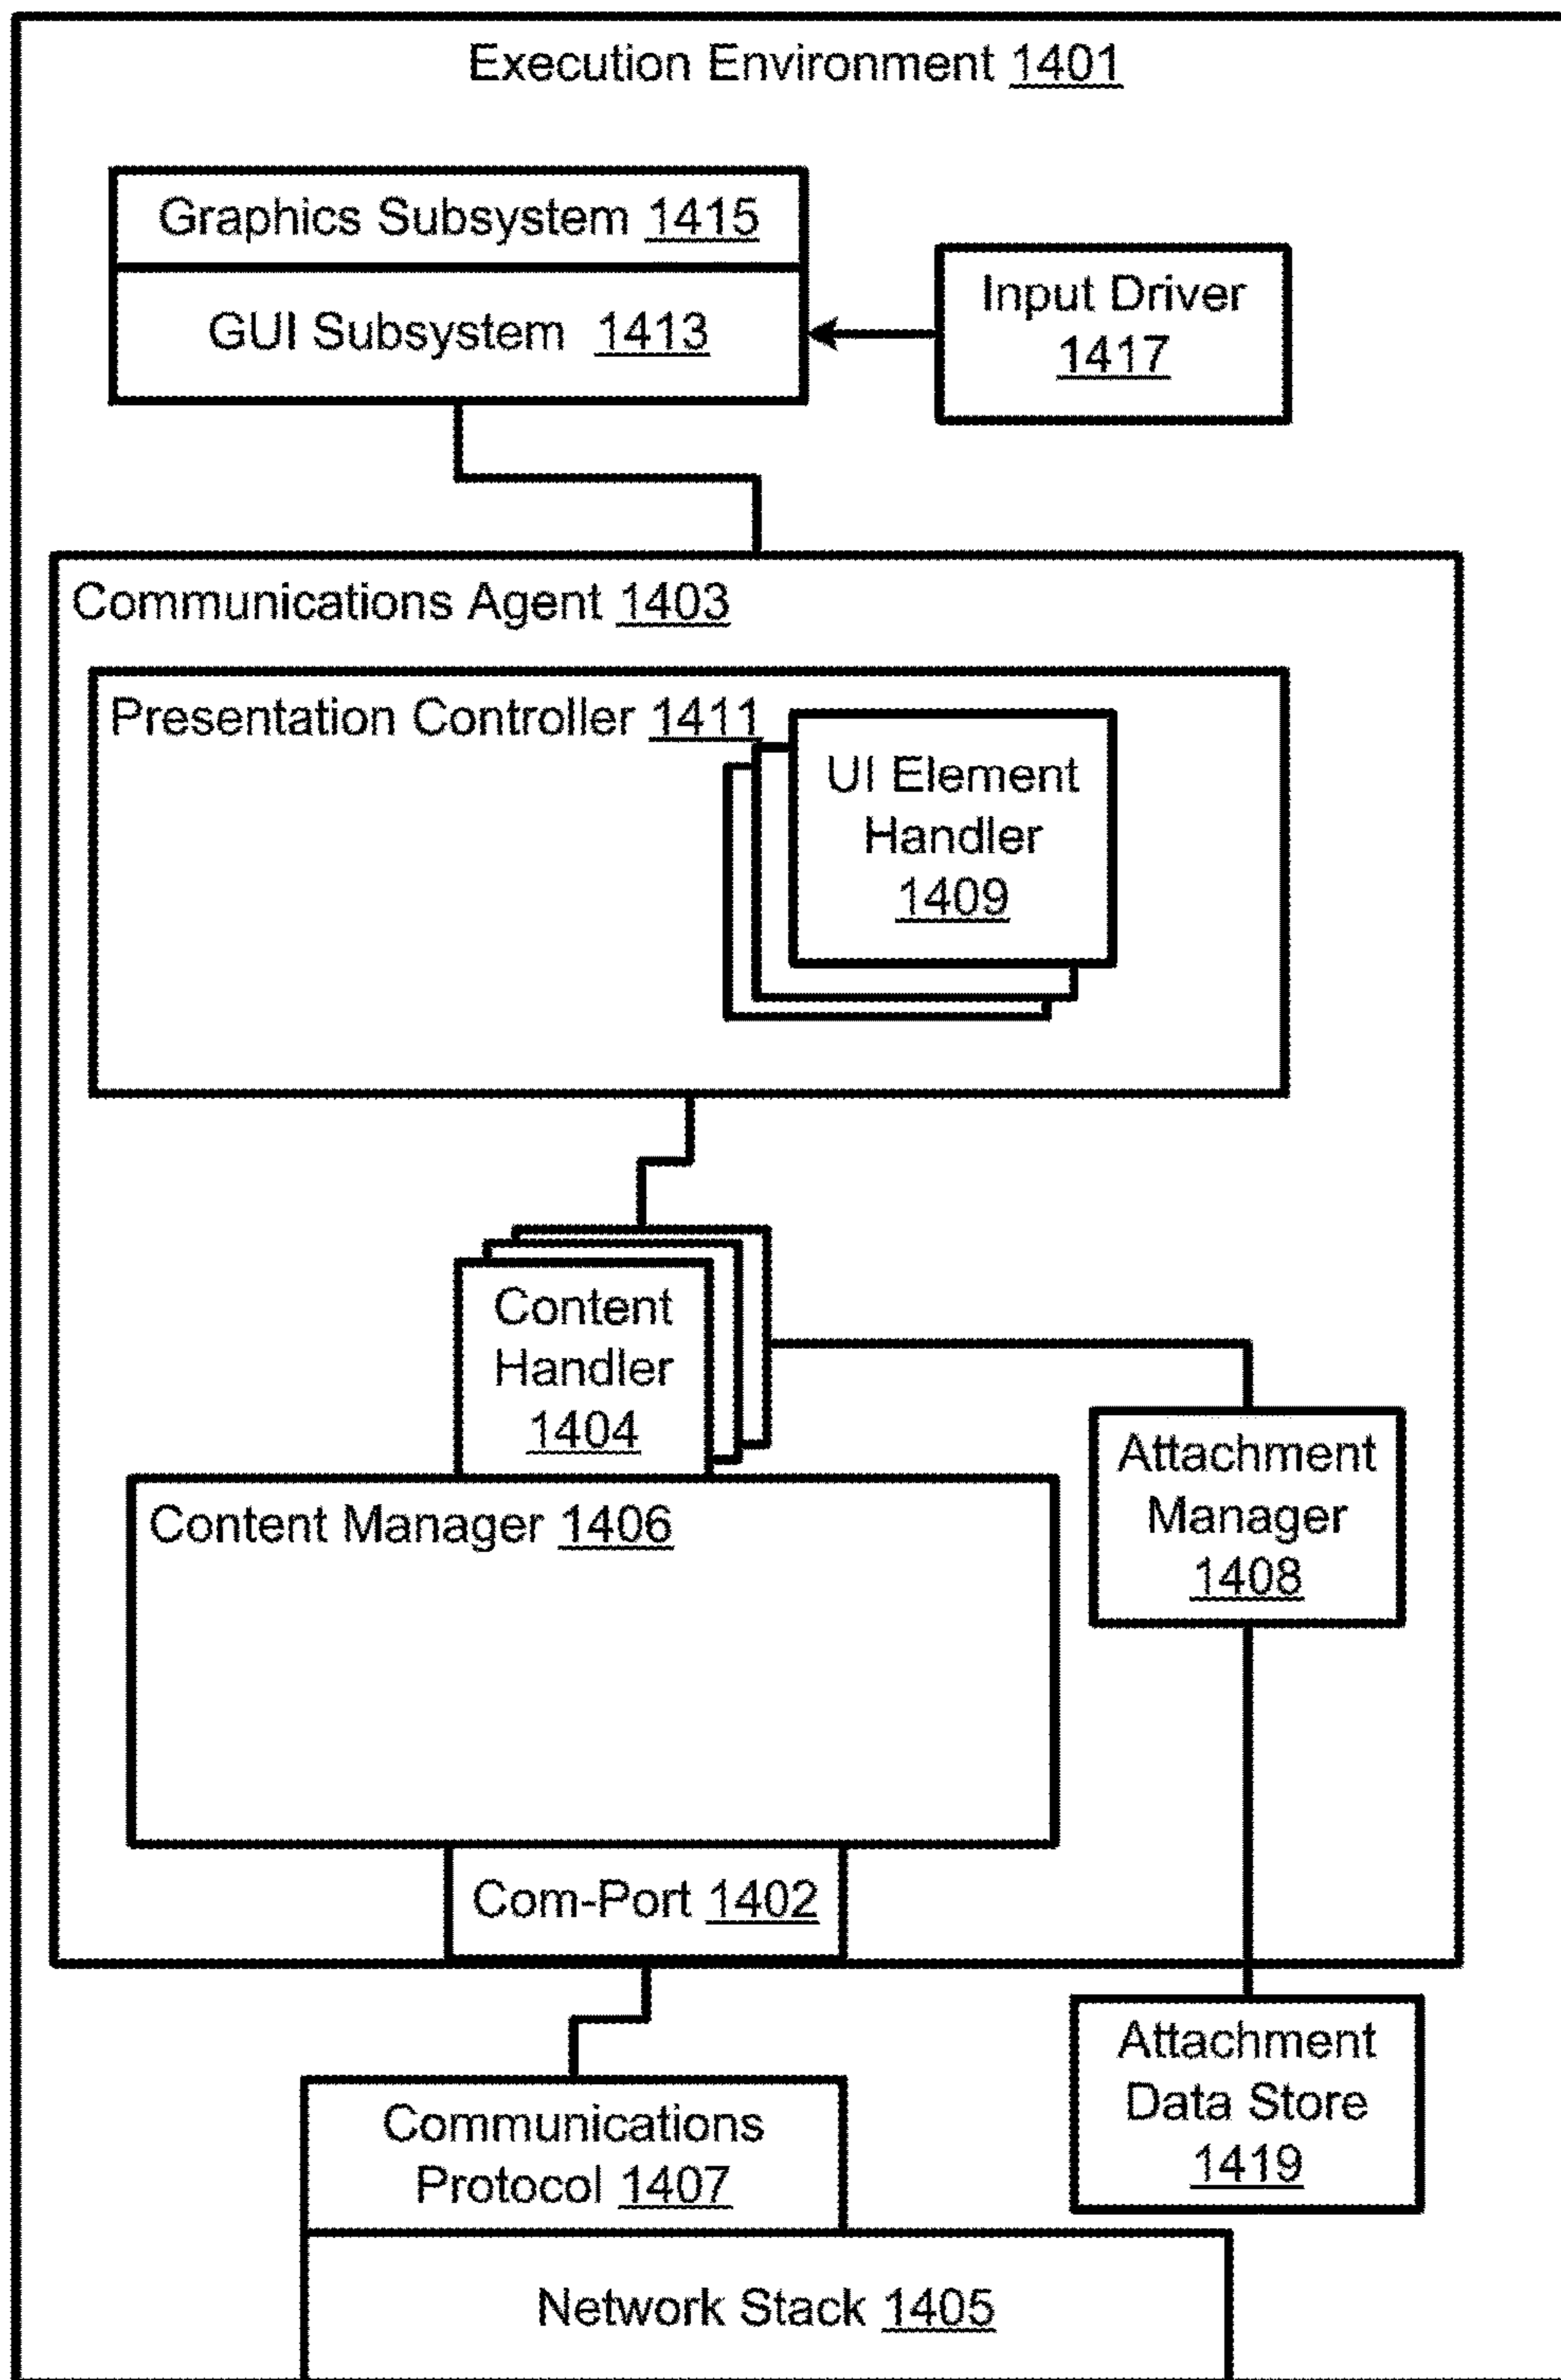 Execution Environment 1401
Graphics Subsystem 1415
GUI Subsystem 1413
Input Driver
1417
Communications Agent 1403
Presentation Controller 1411
UI Element
Handler
1409
Content
Handler
1404
Attachment
Manager
1408
Content Manager 1406
Com-Port 1402
Attachment
Data Store
1419
Communications
Protocol 1407
Network Stack 1405